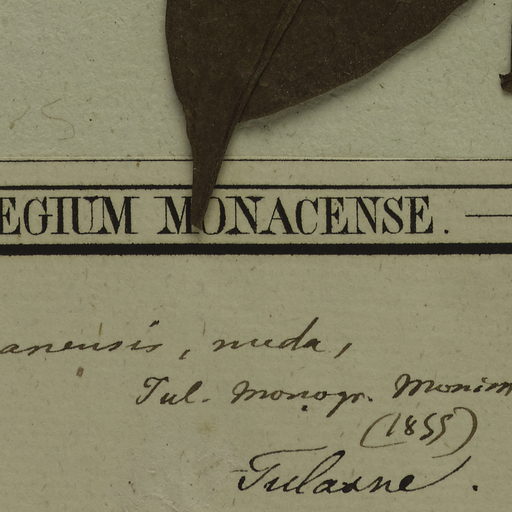 EGIUM MONACENSE.
anensis, nuda,
Tul. Monogr. Monim
(1855)
Tulasne.